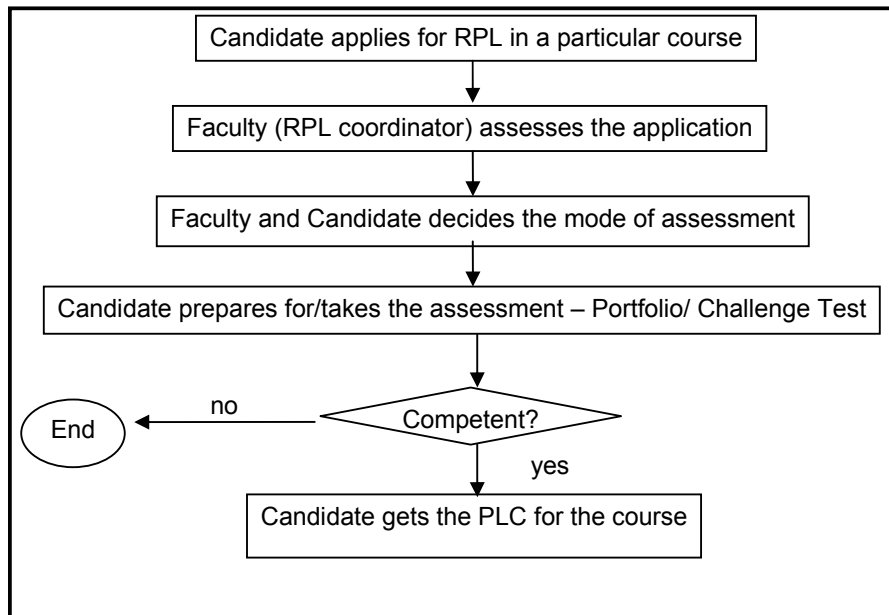 Candidate applies for RPL in a particular course
Faculty (RPL coordinator) assesses the application
Faculty and Candidate decides the mode of assessment
Candidate prepares for/takes the assessment – Portfolio/ Challenge Test
no
End
Competent?
yes
Candidate gets the PLC for the course